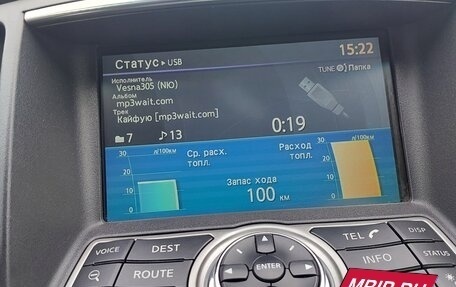 Статус ▸ USB
15:22
Исполнитель
TUNE Папка
Vesna305 (NIO)
Альбом
mp3wait.com
Трек
Кайфую [mp3wait.com]
7 13
0:19
30 л/100км
30 л/100км
Ср. расх. топл.
Расход топл.
20
20
10
10
0
0
Запас хода
100 км
VOICE
DEST
ROUTE
ENTER
TEL
DISP
INFO
STATUS
MP3.RU